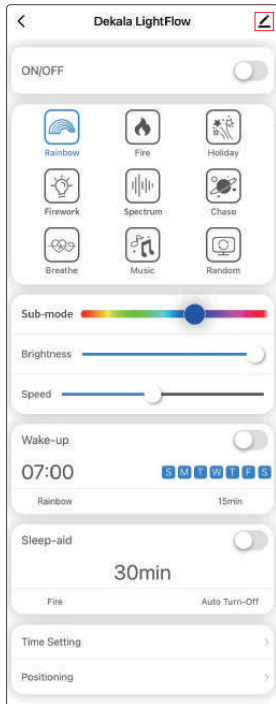 Dekala LightFlow
ON/OFF
Rainbow Fire Holiday
Firework Spectrum Chase
Breathe Music Random
Sub-mode
Brightness
Speed
Wake-up
07:00 S M T W T F S
Rainbow 15min
Sleep-aid
30min
Fire Auto Turn-Off
Time Setting
Positioning